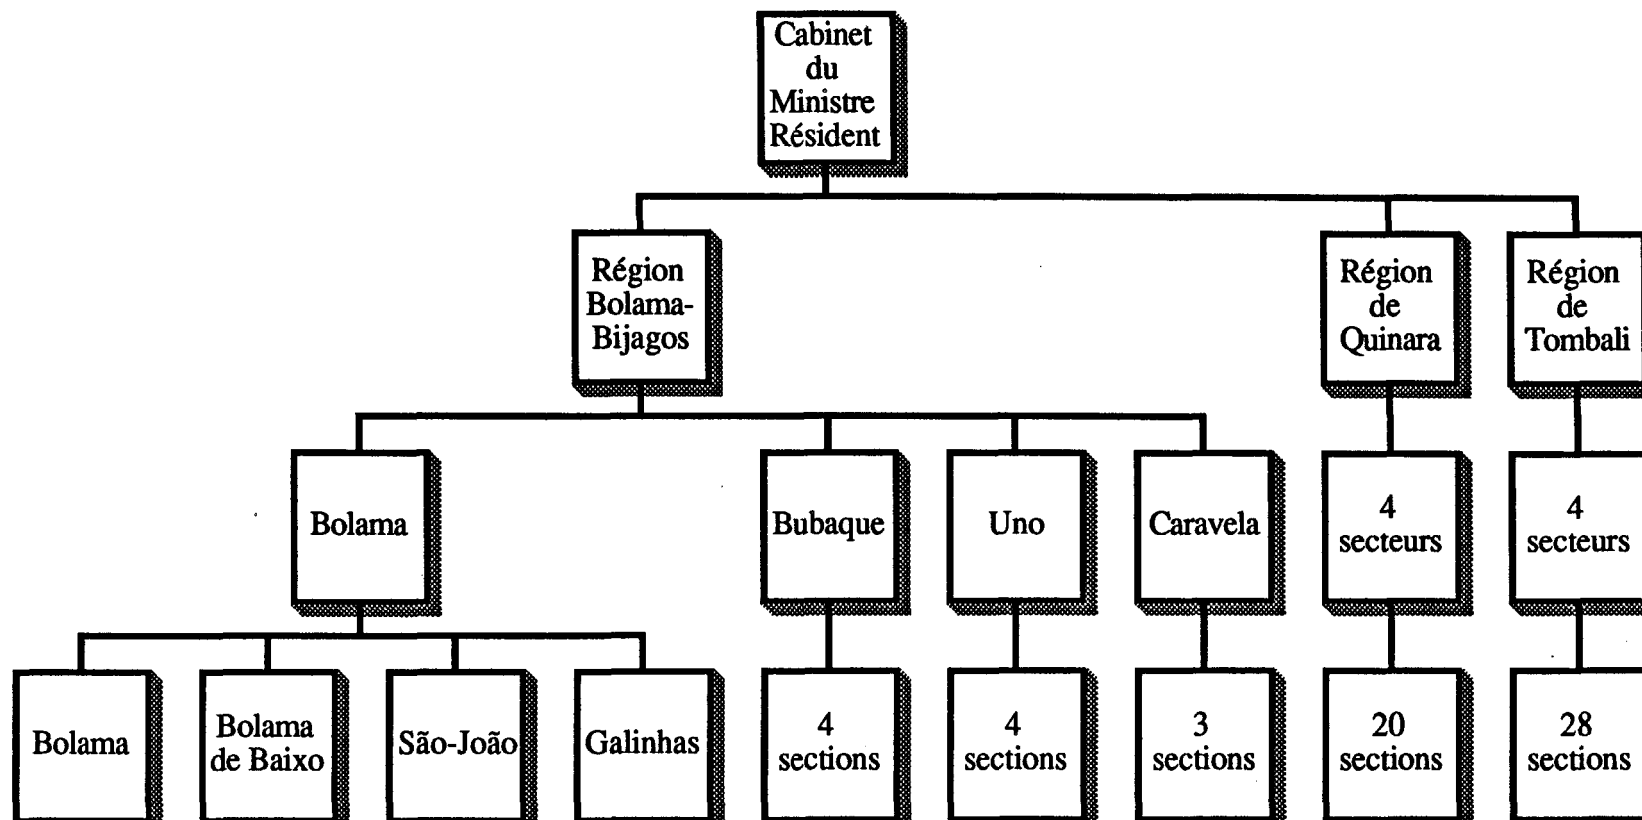 Cabinet
du
Ministre
Résident
Région
Bolama-
Bijagos
Région
de
Quinara
Région
de
Tombali
Bolama
Bubaque
Uno
Caravela
4
secteurs
4
secteurs
Bolama
Bolama
de Baixo
São-João
Galinhas
4
sections
4
sections
3
sections
20
sections
28
sections